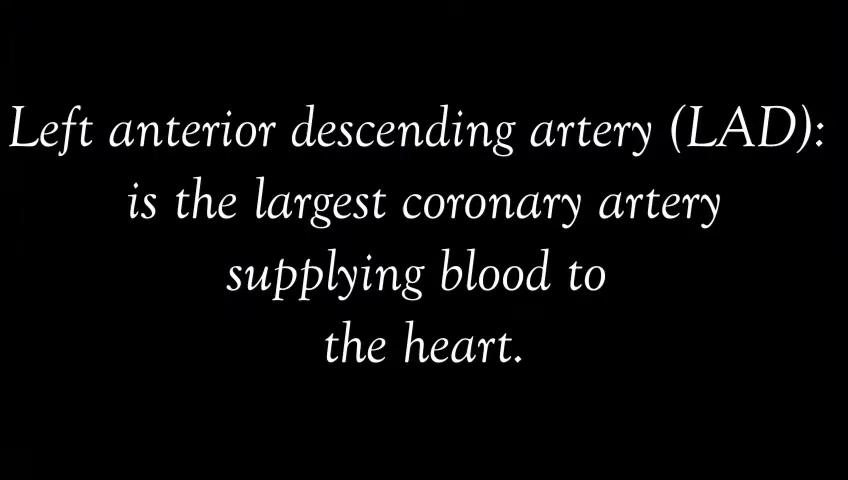 Left anterior descending artery (LAD):
is the largest coronary artery
supplying blood to
the heart.